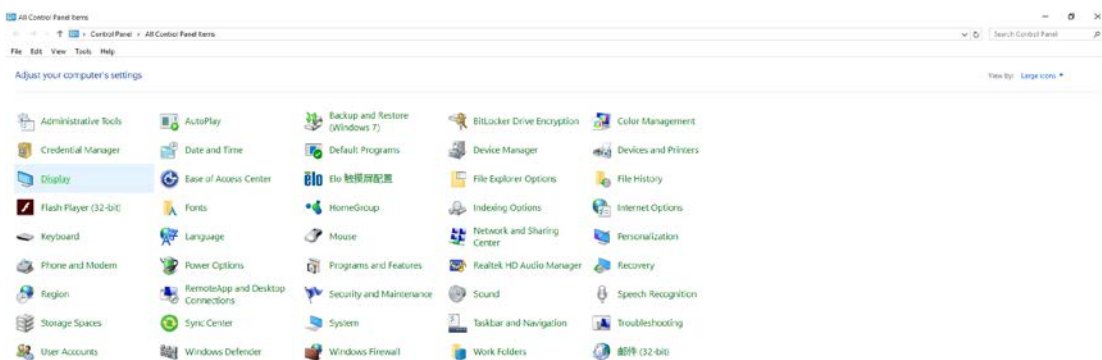 All Control Panel Items
Control Panel › All Control Panel Items
Search Control Panel
File Edit View Tools Help
Adjust your computer's settings
View by: Large icons
Administrative Tools
AutoPlay
Backup and Restore
(Windows 7)
BitLocker Drive Encryption
Color Management
Credential Manager
Date and Time
Default Programs
Device Manager
Devices and Printers
Display
Ease of Access Center
elo
Elo 触摸屏配置
File Explorer Options
File History
Flash Player (32-bit)
Fonts
HomeGroup
Indexing Options
Internet Options
Keyboard
Language
Mouse
Network and Sharing
Center
Personalization
Phone and Modem
Power Options
Programs and Features
Realtek HD Audio Manager
Recovery
Region
RemoteApp and Desktop
Connections
Security and Maintenance
Sound
Speech Recognition
Storage Spaces
Sync Center
System
Taskbar and Navigation
Troubleshooting
User Accounts
Windows Defender
Windows Firewall
Work Folders
邮件 (32-bit)